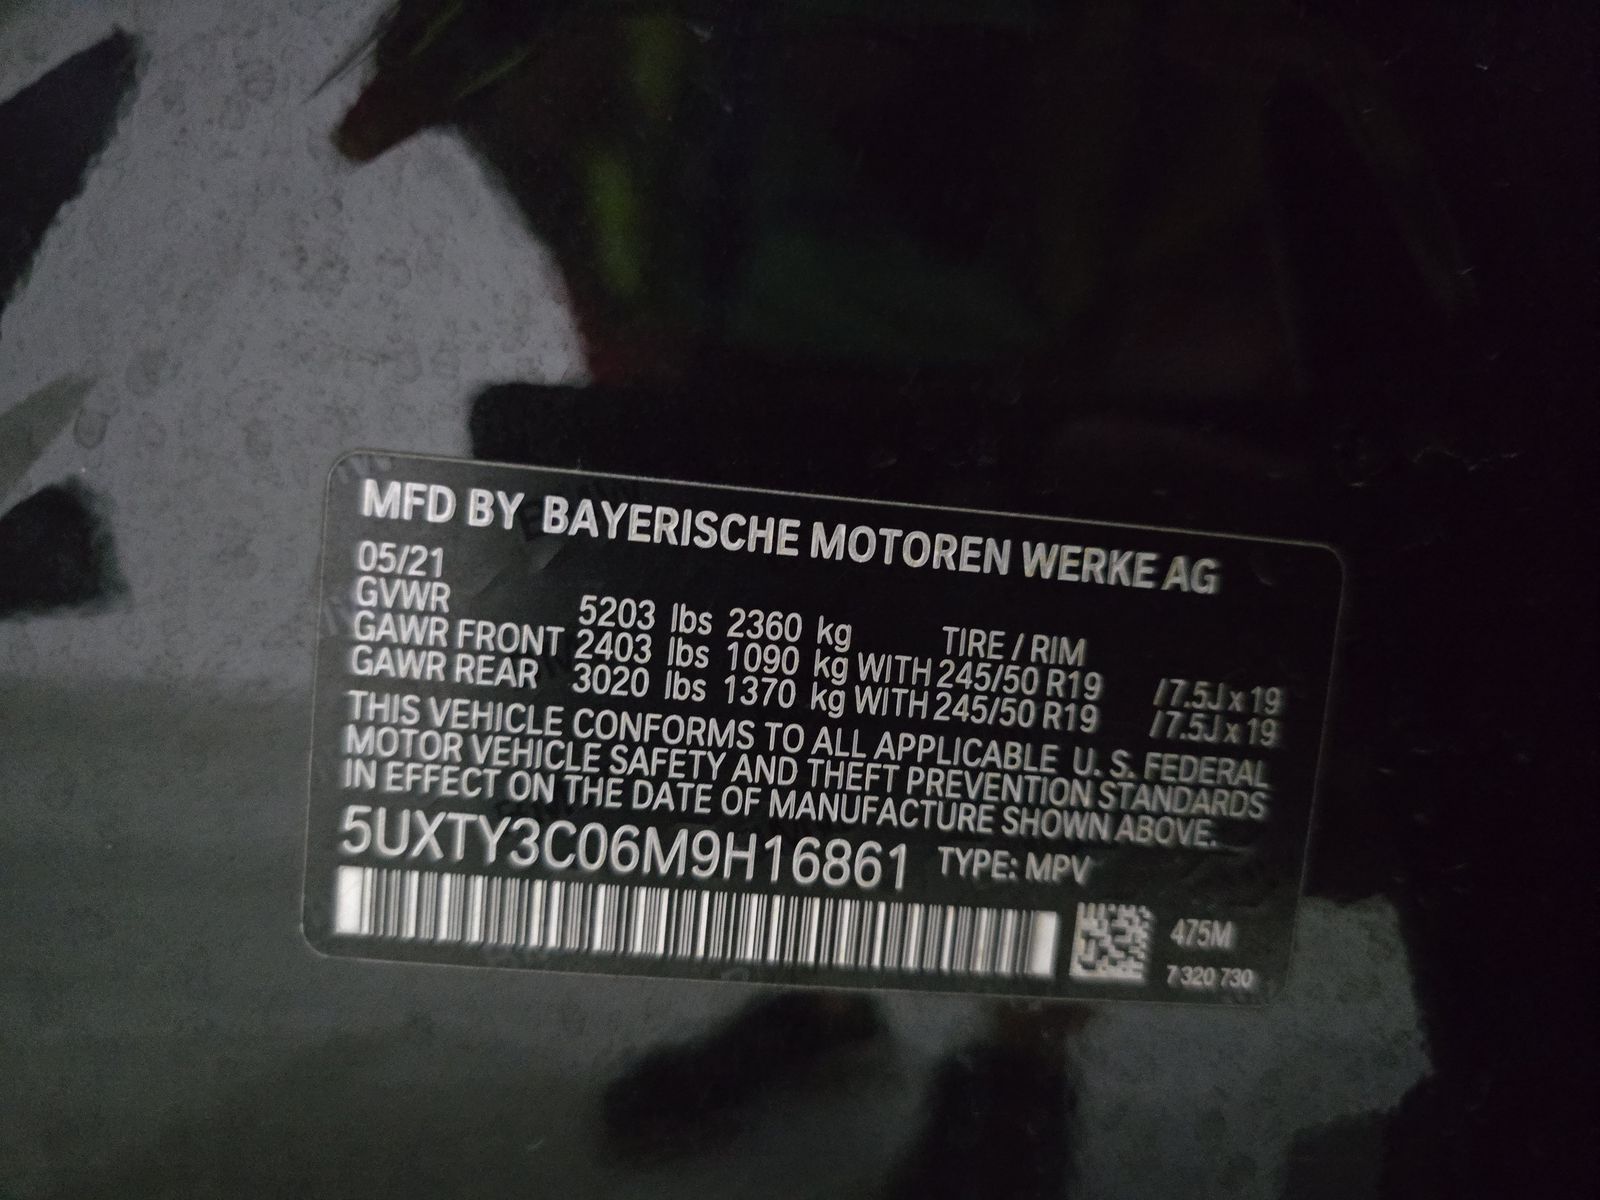 MFD BY BAYERISCHE MOTOREN WERKE AG
05/21
GVWR 5203 lbs 2360 kg TIRE / RIM
GAWR FRONT 2403 lbs 1090 kg WITH 245/50 R19 /7.5J x 19
GAWR REAR 3020 lbs 1370 kg WITH 245/50 R19 /7.5J x 19
THIS VEHICLE CONFORMS TO ALL APPLICABLE U. S. FEDERAL
MOTOR VEHICLE SAFETY AND THEFT PREVENTION STANDARDS
IN EFFECT ON THE DATE OF MANUFACTURE SHOWN ABOVE.
5UXTY3C06M9H16861 TYPE: MPV
475M
7 320 730